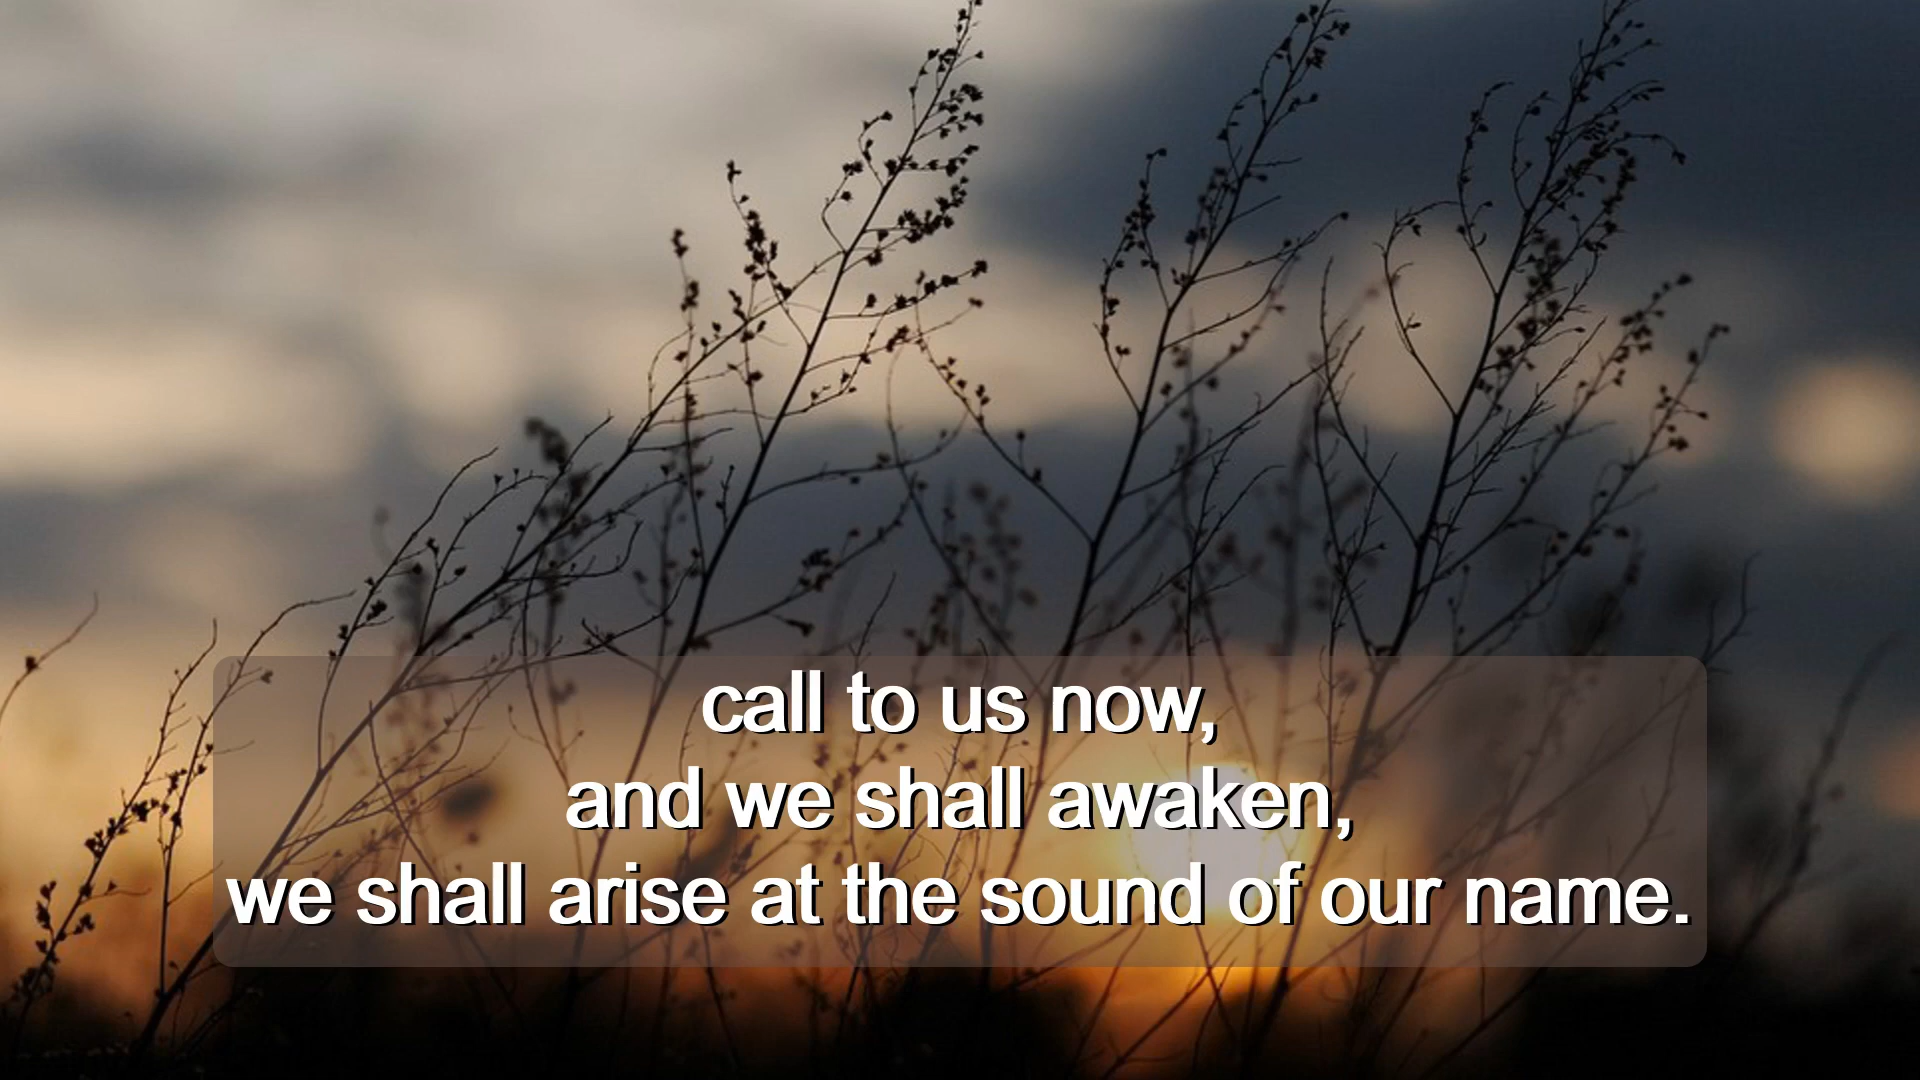 call to us now,
and we shall awaken,
we shall arise at the sound of our name.